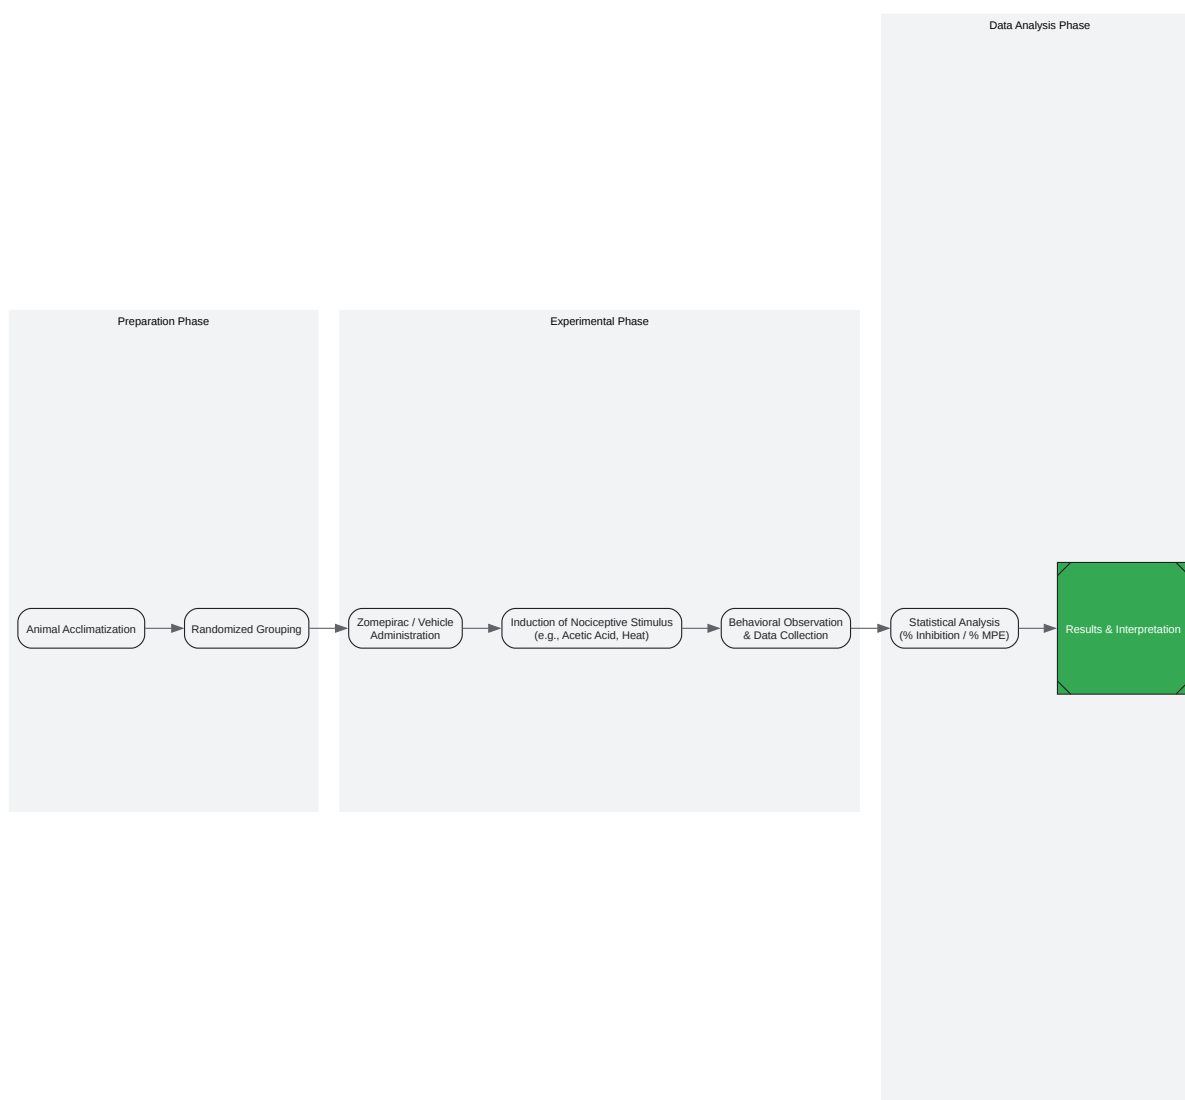 Data Analysis Phase
Preparation Phase
Experimental Phase
Animal Acclimatization
Randomized Grouping
Zomepirac / Vehicle
Administration
Induction of Nociceptive Stimulus
(e.g., Acetic Acid, Heat)
Behavioral Observation
& Data Collection
Statistical Analysis
(% Inhibition / % MPE)
Results & Interpretation